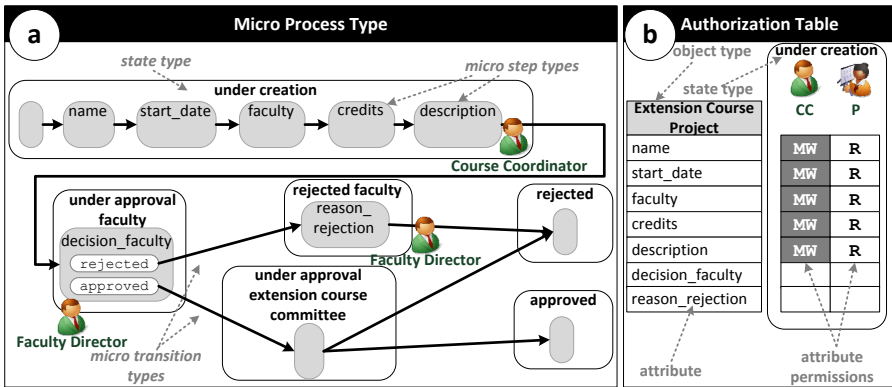 a
Micro Process Type
state type
micro step types
under creation
name
start_date
faculty
credits
description
Course Coordinator
under approval
faculty
decision_faculty
rejected
approved
Faculty Director
rejected faculty
reason_
rejection
Faculty Director
rejected
under approval
extension course
committee
approved
micro transition
types
b
Authorization Table
object type
under creation
state type
CC
P
Extension Course
Project
name
MW
R
start_date
MW
R
faculty
MW
R
credits
MW
R
description
MW
R
decision_faculty
reason_rejection
attribute
attribute
permissions